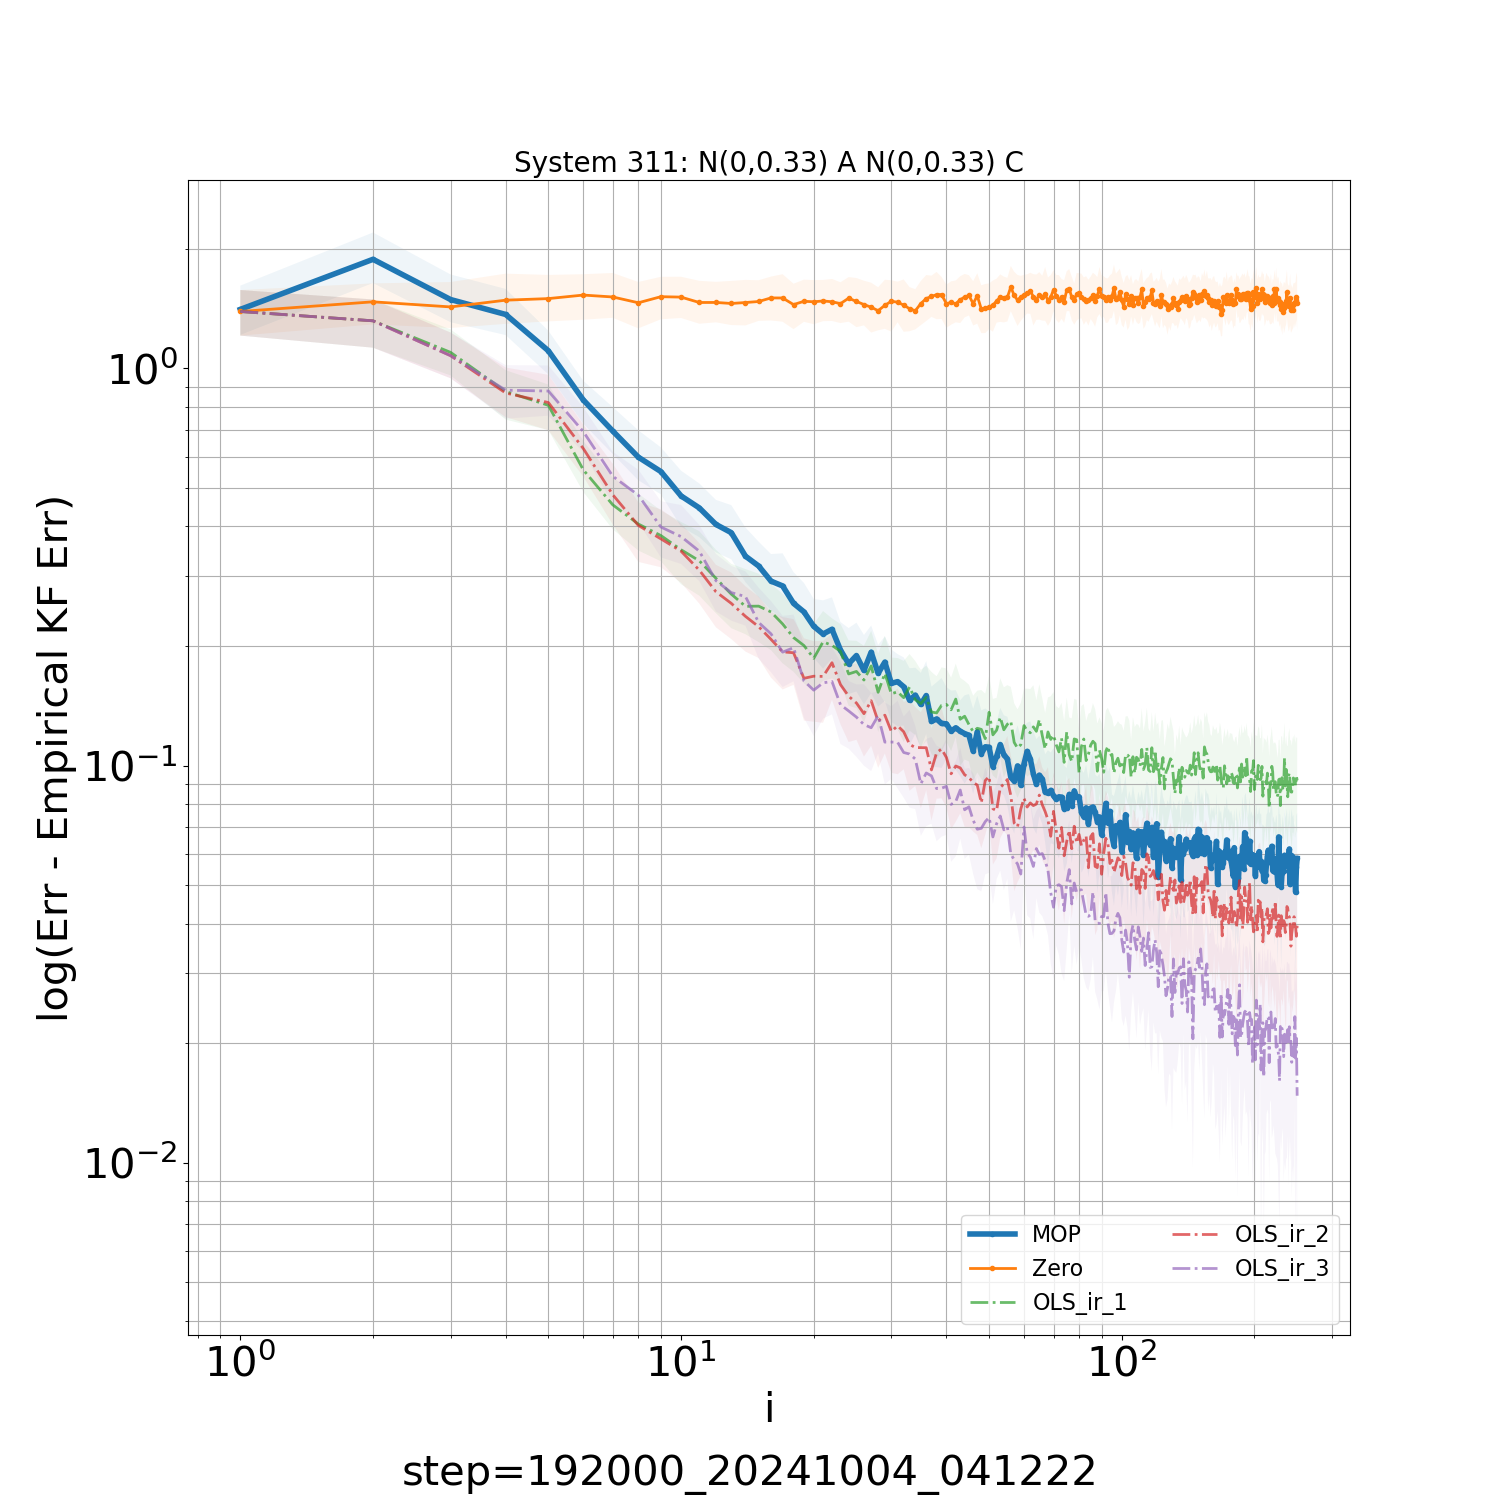 System 311: N(0,0.33) A N(0,0.33) C
log(Err - Empirical KF Err)
10⁰
10⁻¹
10⁻²
MOP
Zero
OLS_ir_1
OLS_ir_2
OLS_ir_3
10⁰ 10¹ 10²
i
step=192000_20241004_041222